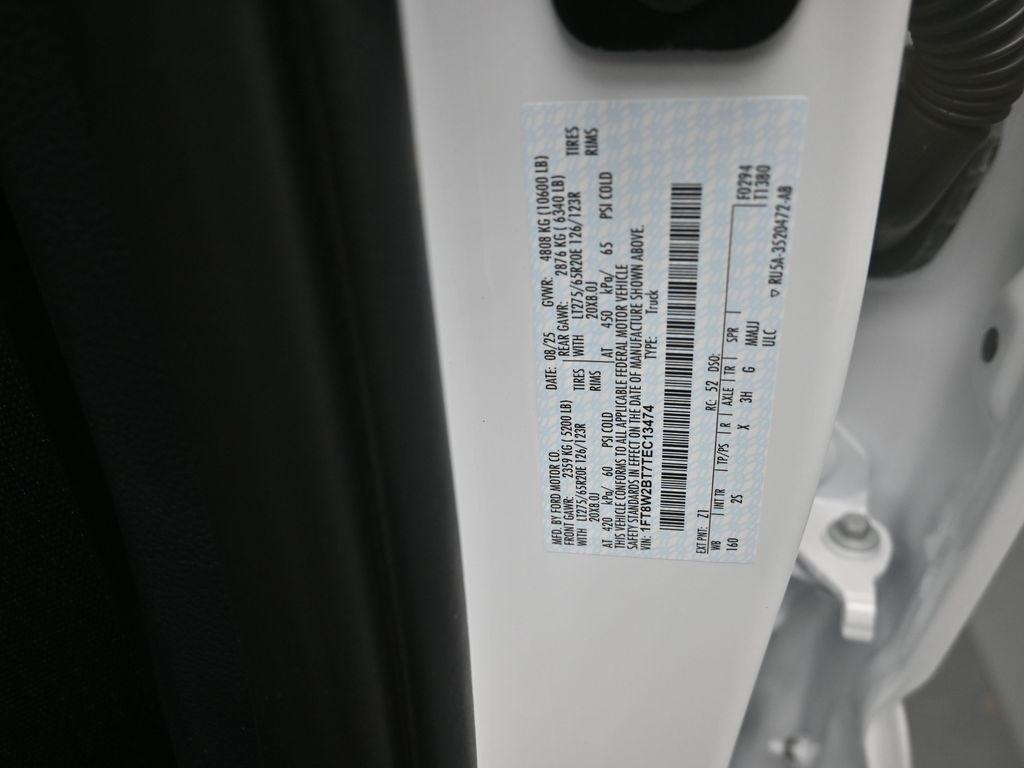 MFD. BY FORD MOTOR CO.
DATE: 08/25 GVWR: 4808 KG (10600 LB)
FRONT GAWR: 2359 KG ( 5200 LB) REAR GAWR: 2876 KG ( 6340 LB)
WITH LT275/65R20E 126/123R TIRES WITH LT275/65R20E 126/123R TIRES
20X8.0J RIMS 20X8.0J RIMS
AT 420 kPa/ 60 PSI COLD AT 450 kPa/ 65 PSI COLD
THIS VEHICLE CONFORMS TO ALL APPLICABLE FEDERAL MOTOR VEHICLE
SAFETY STANDARDS IN EFFECT ON THE DATE OF MANUFACTURE SHOWN ABOVE.
VIN: 1FT8W2BT7TEC13474 TYPE: Truck
EXT PNT: Z1 RC: 52 DSO:
WB INT TR TP/PS R AXLE TR SPR F0294
160 2S X 3H G MMJJ T1380
ULC ▽ RU5A-3520472-AB